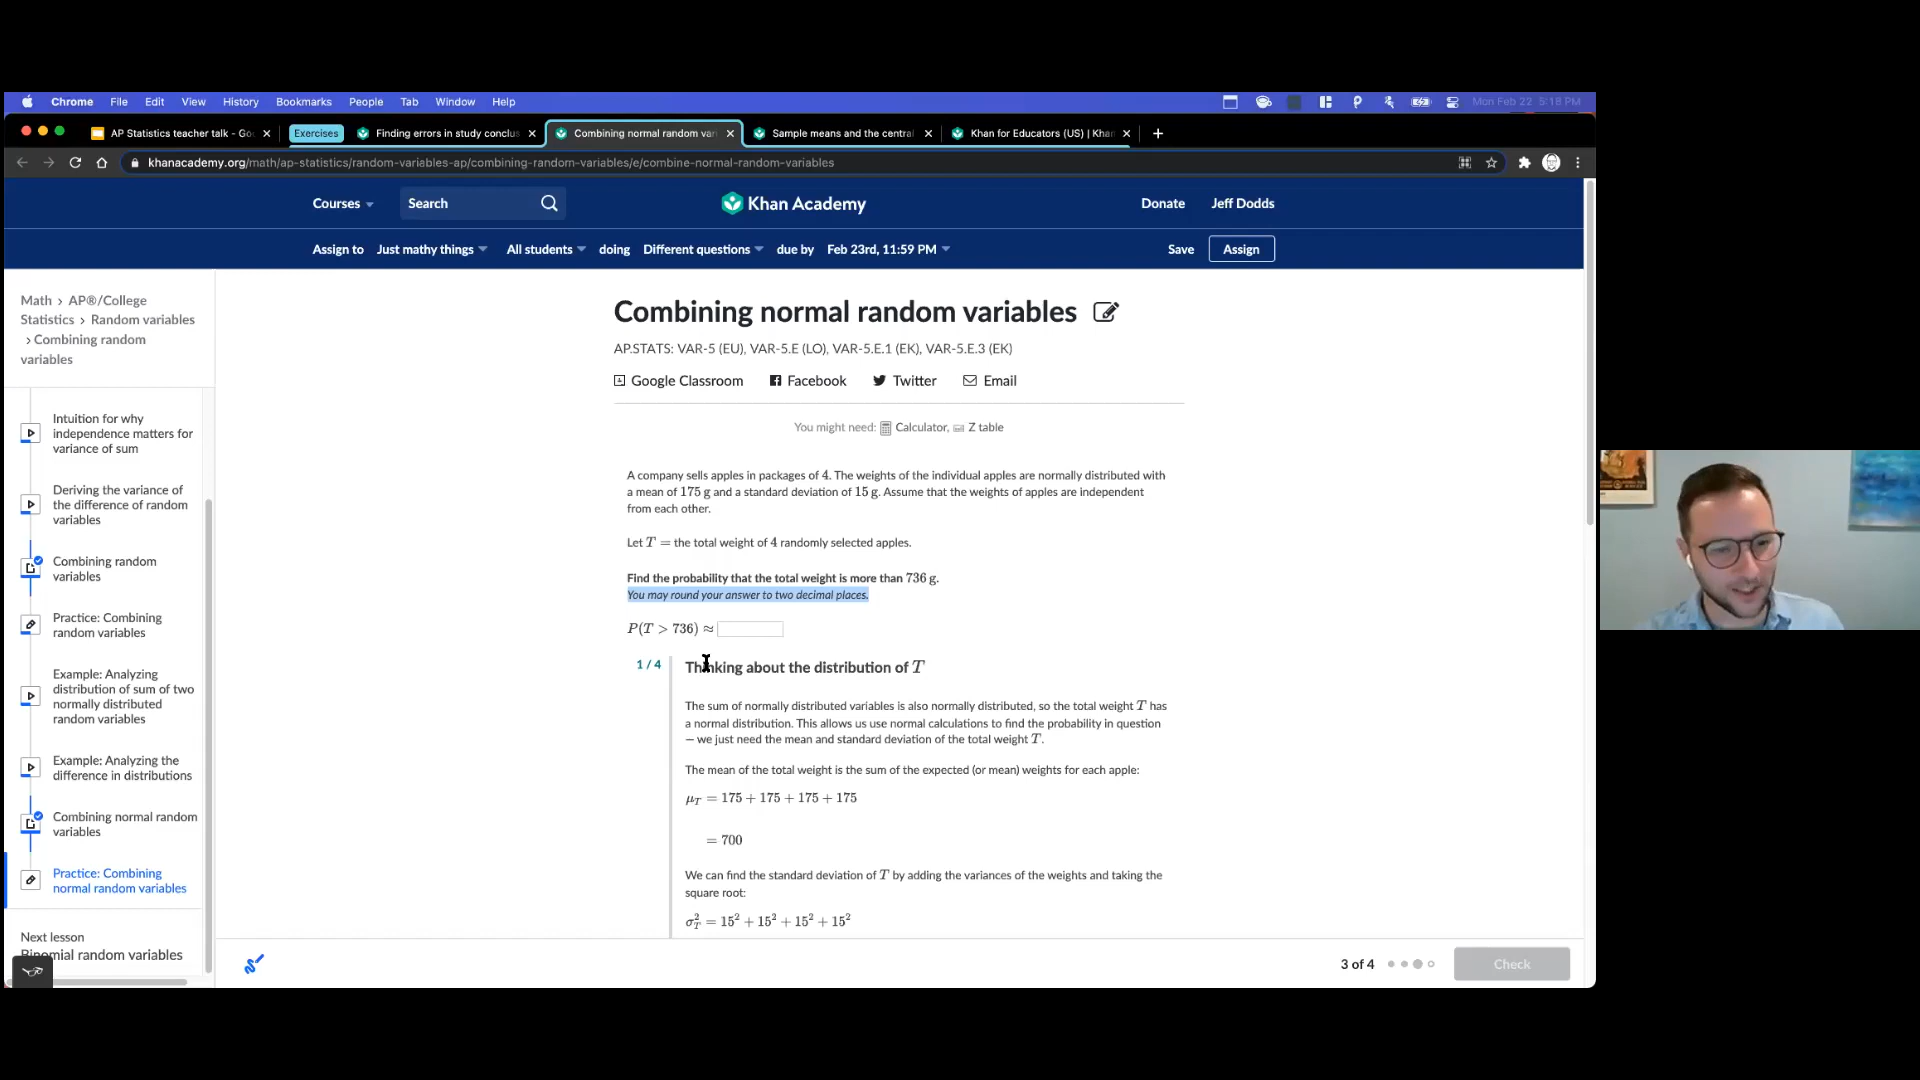 Chrome File Edit View History Bookmarks People Tab Window Help Mon Feb 22 5:18 PM
AP Statistics teacher talk - Goo Exercises Finding errors in study conclus Combining normal random var Sample means and the central Khan for Educators (US) | Khan
khanacademy.org/math/ap-statistics/random-variables-ap/combining-random-variables/e/combine-normal-random-variables
Courses Search Khan Academy Donate Jeff Dodds
Assign to Just mathy things All students doing Different questions due by Feb 23rd, 11:59 PM Save Assign
Math > AP®/College
Statistics > Random variables
> Combining random
variables
Intuition for why
independence matters for
variance of sum
Deriving the variance of
the difference of random
variables
Combining random
variables
Practice: Combining
random variables
Example: Analyzing
distribution of sum of two
normally distributed
random variables
Example: Analyzing the
difference in distributions
Combining normal random
variables
Practice: Combining
normal random variables
Next lesson
Binomial random variables
Combining normal random variables
AP.STATS: VAR-5 (EU), VAR-5.E (LO), VAR-5.E.1 (EK), VAR-5.E.3 (EK)
Google Classroom Facebook Twitter Email
You might need: Calculator, Z table
A company sells apples in packages of 4. The weights of the individual apples are normally distributed with
a mean of 175 g and a standard deviation of 15 g. Assume that the weights of apples are independent
from each other.
Let T = the total weight of 4 randomly selected apples.
Find the probability that the total weight is more than 736 g.
You may round your answer to two decimal places.
P(T > 736) ≈
1 / 4 Thinking about the distribution of T
The sum of normally distributed variables is also normally distributed, so the total weight T has
a normal distribution. This allows us use normal calculations to find the probability in question
— we just need the mean and standard deviation of the total weight T.
The mean of the total weight is the sum of the expected (or mean) weights for each apple:
μT = 175 + 175 + 175 + 175
= 700
We can find the standard deviation of T by adding the variances of the weights and taking the
square root:
σ²T = 15² + 15² + 15² + 15²
3 of 4 Check